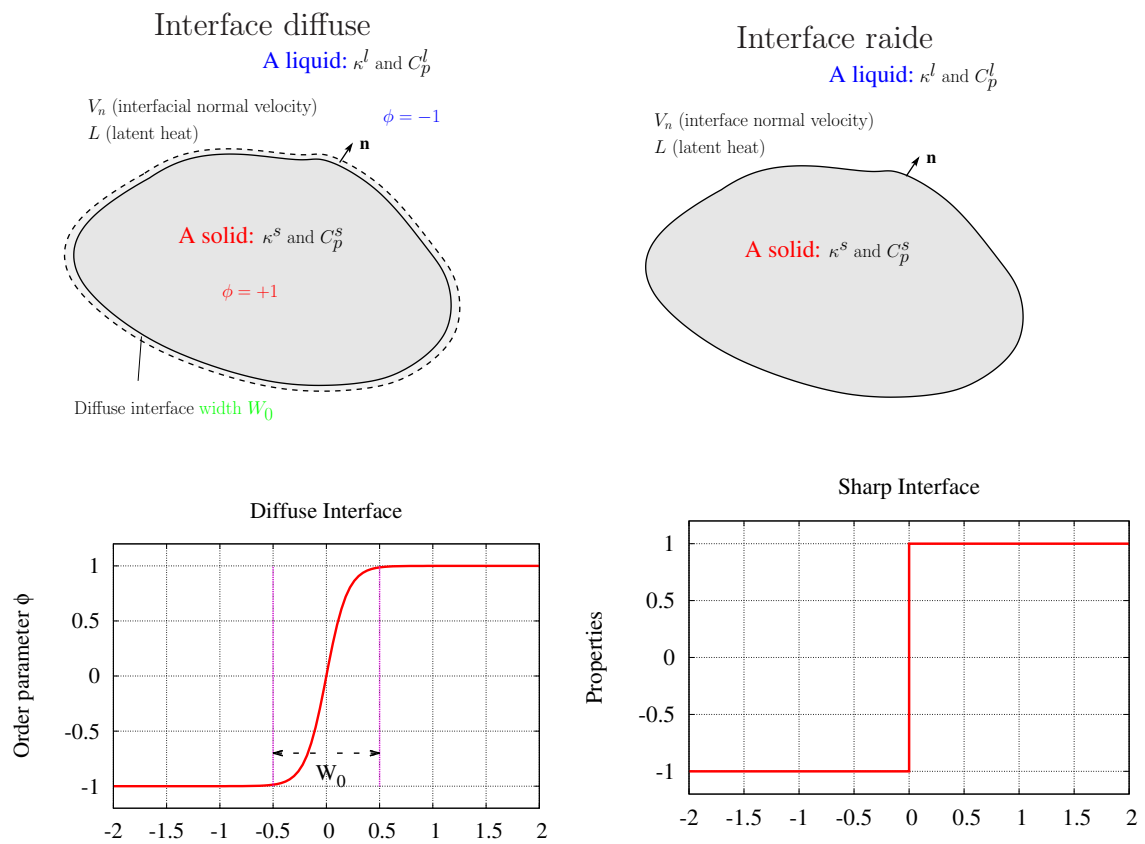 Interface diffuse
A liquid: κ^l and C_p^l
V_n (interfacial normal velocity)
ϕ = −1
L (latent heat)
n
A solid: κ^s and C_p^s
ϕ = +1
Diffuse interface width W_0
Interface raide
A liquid: κ^l and C_p^l
V_n (interface normal velocity)
L (latent heat)
n
A solid: κ^s and C_p^s
Diffuse Interface
Order parameter ϕ
1
0.5
0
-0.5
-1
W_0
-2 -1.5 -1 -0.5 0 0.5 1 1.5 2
Sharp Interface
Properties
1
0.5
0
-0.5
-1
-2 -1.5 -1 -0.5 0 0.5 1 1.5 2